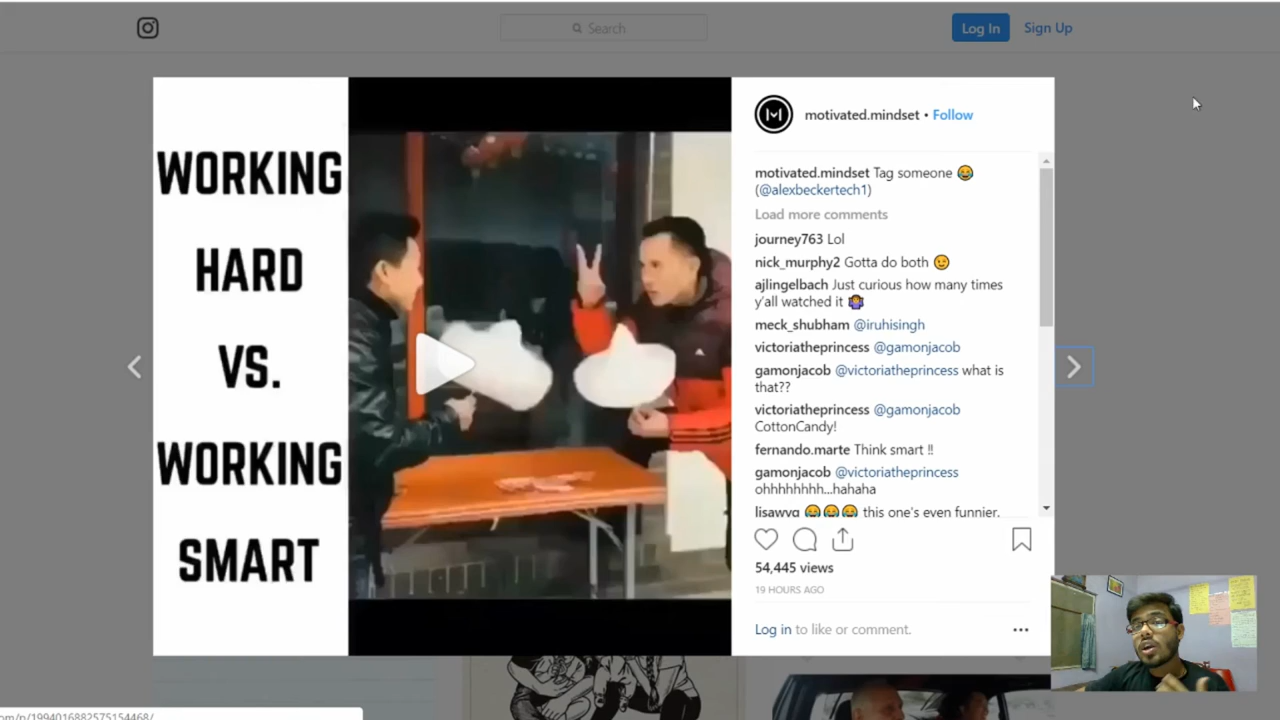 Search
Log In
Sign Up
WORKING
HARD
VS.
WORKING
SMART
motivated.mindset • Follow
motivated.mindset Tag someone 😂
(@alexbeckertech1)
Load more comments
journey763 Lol
nick_murphy2 Gotta do both 😉
ajlingelbach Just curious how many times
y'all watched it 🤷🏾‍♀️
meck_shubham @iruhisingh
victoriatheprincess @gamonjacob
gamonjacob @victoriatheprincess what is
that??
victoriatheprincess @gamonjacob
CottonCandy!
fernando.marte Think smart !!
gamonjacob @victoriatheprincess
ohhhhhhhh...hahaha
lisawvg 😂😂😂 this one's even funnier.
54,445 views
19 HOURS AGO
Log in to like or comment.
om/p/1994016882575154468/